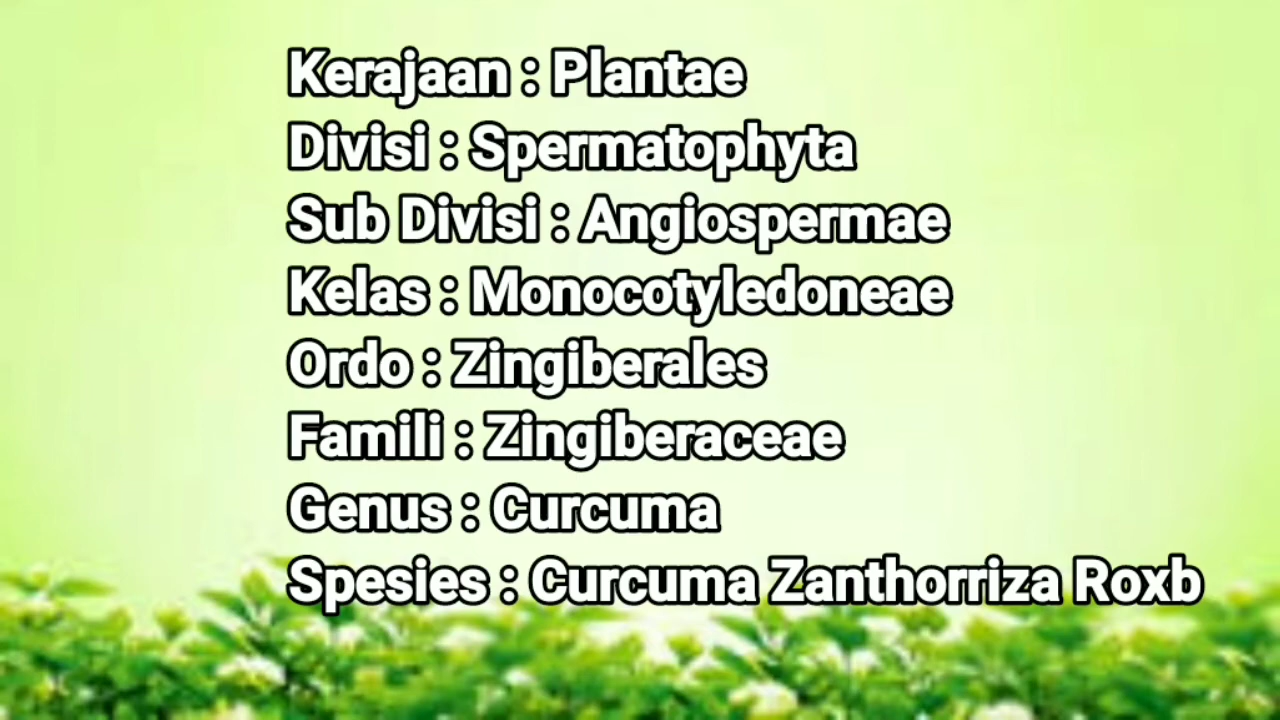 Kerajaan : Plantae
Divisi : Spermatophyta
Sub Divisi : Angiospermae
Kelas : Monocotyledoneae
Ordo : Zingiberales
Famili : Zingiberaceae
Genus : Curcuma
Spesies : Curcuma Zanthorriza Roxb